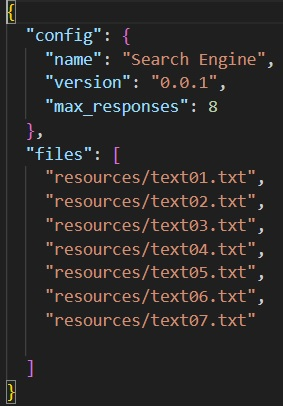 {
  "config": {
    "name": "Search Engine",
    "version": "0.0.1",
    "max_responses": 8
  },
  "files": [
    "resources/text01.txt",
    "resources/text02.txt",
    "resources/text03.txt",
    "resources/text04.txt",
    "resources/text05.txt",
    "resources/text06.txt",
    "resources/text07.txt"

  ]
}